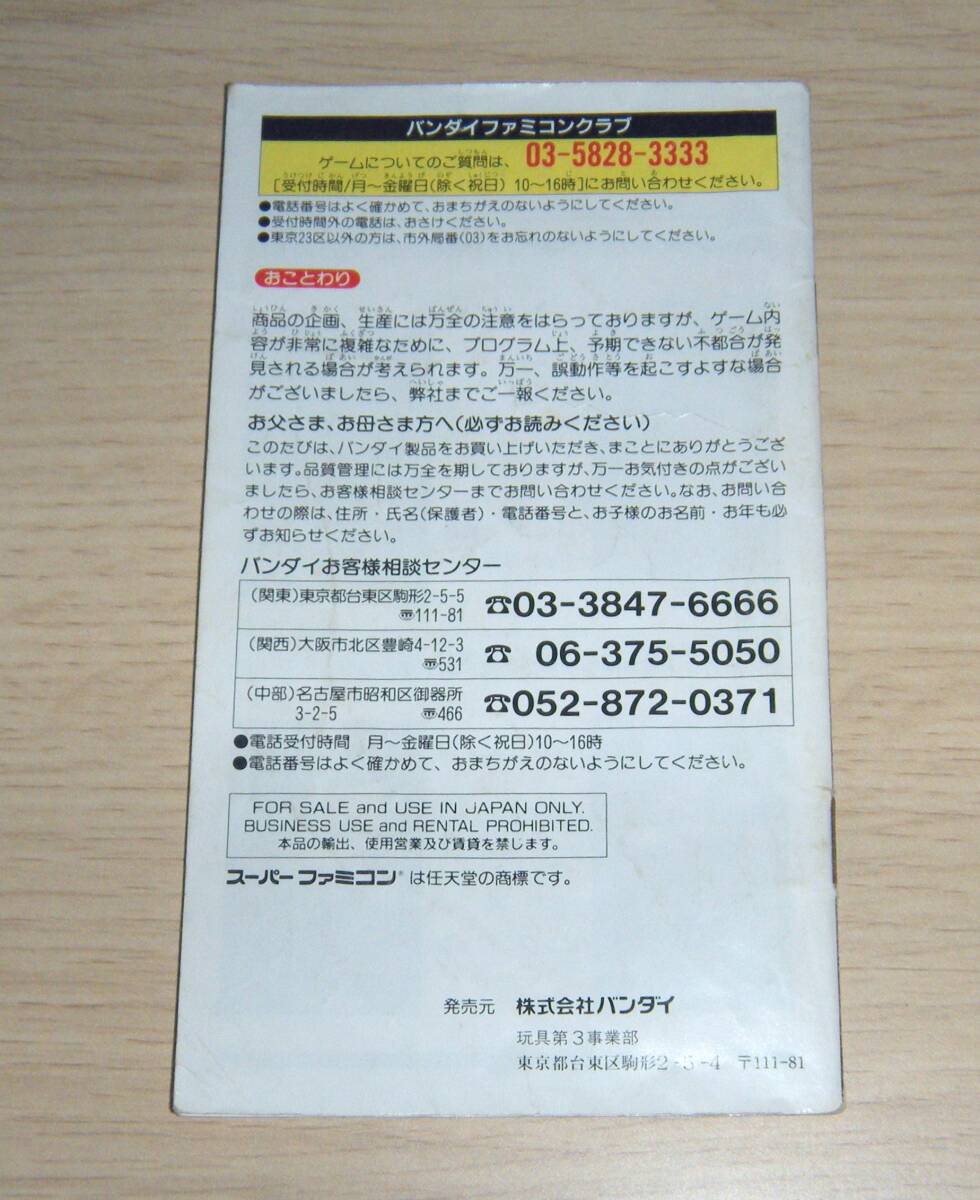 バンダイファミコンクラブ
ゲームについてのご質問は、 03-5828-3333
[受付時間/月〜金曜日(除く祝日) 10〜16時]にお問い合わせください。
●電話番号はよく確かめて、おまちがえのないようにしてください。
●受付時間外の電話は、おさけください。
●東京23区以外の方は、市外局番(03)をお忘れのないようにしてください。
おことわり
商品の企画、生産には万全の注意をはらっておりますが、ゲーム内
容が非常に複雑なために、プログラム上、予期できない不都合が発
見される場合が考えられます。万一、誤動作等を起こすよすな場合
がございましたら、弊社までご一報ください。
お父さま、お母さま方へ(必ずお読みください)
このたびは、バンダイ製品をお買い上げいただき、まことにありがとうござ
います。品質管理には万全を期しておりますが、万一お気付きの点がござい
ましたら、お客様相談センターまでお問い合わせください。なお、お問い合
わせの際は、住所・氏名(保護者)・電話番号と、お子様のお名前・お年も必
ずお知らせください。
バンダイお客様相談センター
(関東)東京都台東区駒形2-5-5
〠111-81 ☎03-3847-6666
(関西)大阪市北区豊崎4-12-3
〠531 ☎ 06-375-5050
(中部)名古屋市昭和区御器所
3-2-5 〠466 ☎052-872-0371
●電話受付時間 月〜金曜日(除く祝日)10〜16時
●電話番号はよく確かめて、おまちがえのないようにしてください。
FOR SALE and USE IN JAPAN ONLY.
BUSINESS USE and RENTAL PROHIBITED.
本品の輸出、使用営業及び賃貸を禁じます。
スーパーファミコン®は任天堂の商標です。
発売元 株式会社バンダイ
玩具第3事業部
東京都台東区駒形2-5-4 〒111-81